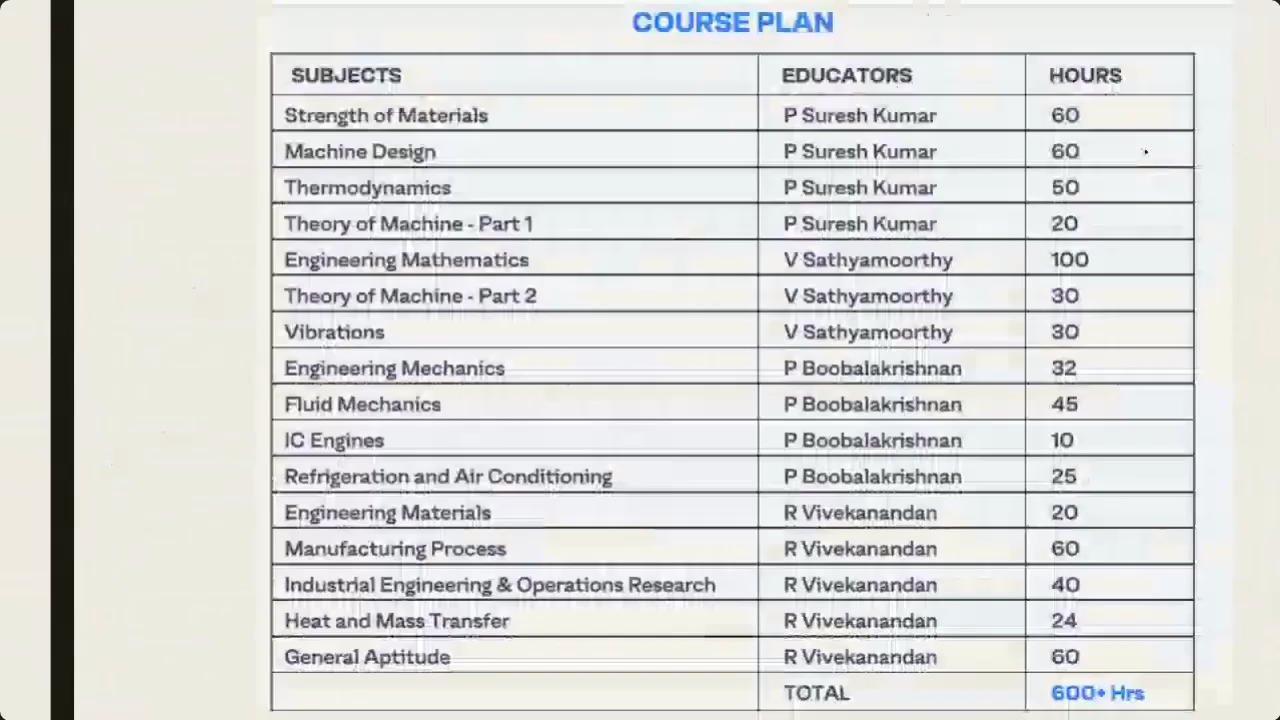 COURSE PLAN
SUBJECTS EDUCATORS HOURS
Strength of Materials P Suresh Kumar 60
Machine Design P Suresh Kumar 60
Thermodynamics P Suresh Kumar 50
Theory of Machine - Part 1 P Suresh Kumar 20
Engineering Mathematics V Sathyamoorthy 100
Theory of Machine - Part 2 V Sathyamoorthy 30
Vibrations V Sathyamoorthy 30
Engineering Mechanics P Boobalakrishnan 32
Fluid Mechanics P Boobalakrishnan 45
IC Engines P Boobalakrishnan 10
Refrigeration and Air Conditioning P Boobalakrishnan 25
Engineering Materials R Vivekanandan 20
Manufacturing Process R Vivekanandan 60
Industrial Engineering & Operations Research R Vivekanandan 40
Heat and Mass Transfer R Vivekanandan 24
General Aptitude R Vivekanandan 60
TOTAL 600+ Hrs